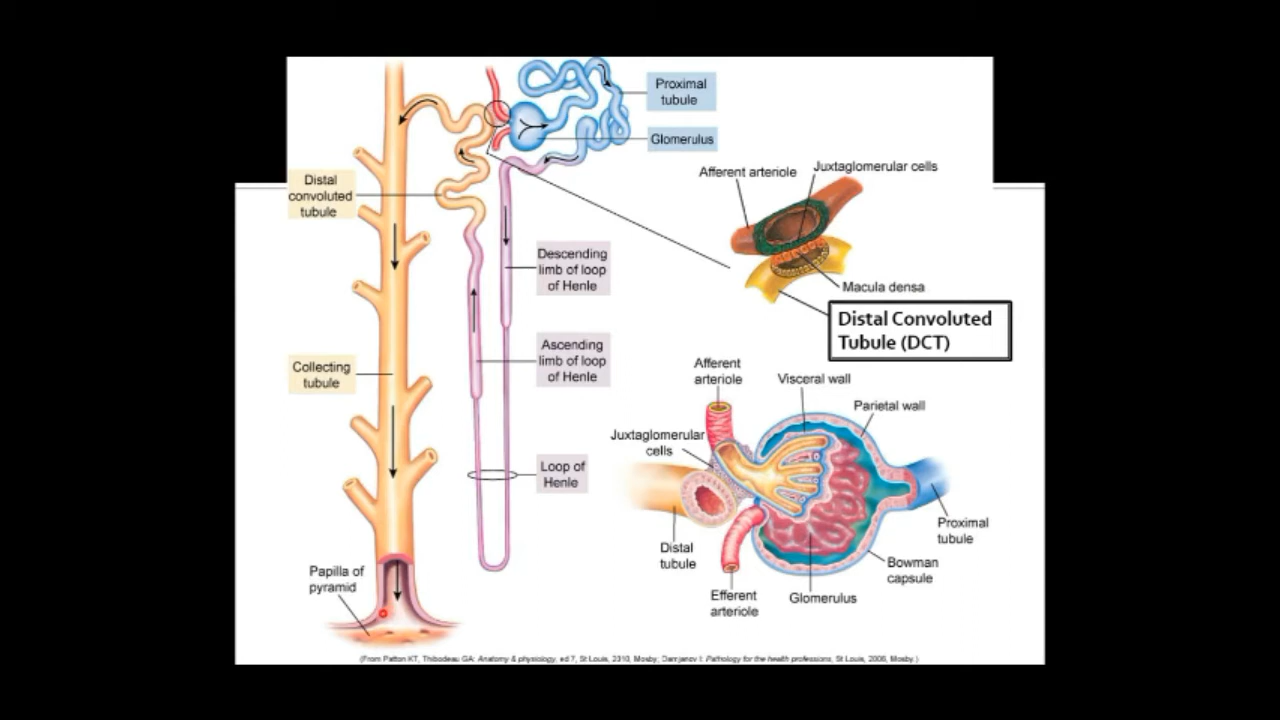 Proximal
tubule
Glomerulus
Distal
convoluted
tubule
Descending
limb of loop
of Henle
Ascending
limb of loop
of Henle
Collecting
tubule
Loop of
Henle
Papilla of
pyramid
Afferent arteriole
Juxtaglomerular cells
Macula densa
Distal Convoluted
Tubule (DCT)
Afferent
arteriole
Visceral wall
Parietal wall
Juxtaglomerular
cells
Proximal
tubule
Distal
tubule
Bowman
capsule
Efferent
arteriole
Glomerulus
(From Patton KT, Thibodeau GA: Anatomy & physiology, ed 7, St Louis, 2010, Mosby; Damjanov I: Pathology for the health professions, St Louis, 2006, Mosby.)